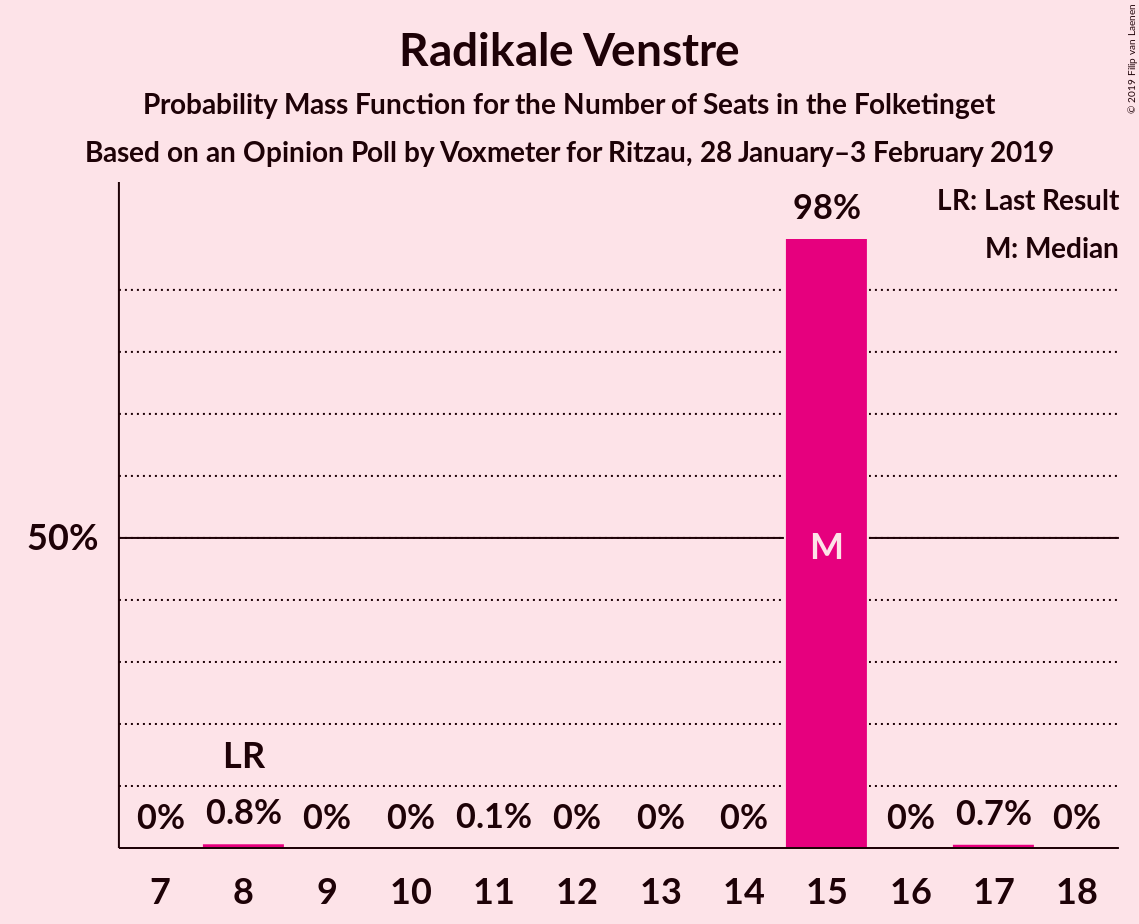 Radikale Venstre
Probability Mass Function for the Number of Seats in the Folketinget
Based on an Opinion Poll by Voxmeter for Ritzau, 28 January–3 February 2019
© 2019 Filip van Laenen
LR: Last Result
M: Median
98%
50%
M
LR
0% 0.8% 0% 0% 0.1% 0% 0% 0% 0% 0.7% 0%
7 8 9 10 11 12 13 14 15 16 17 18